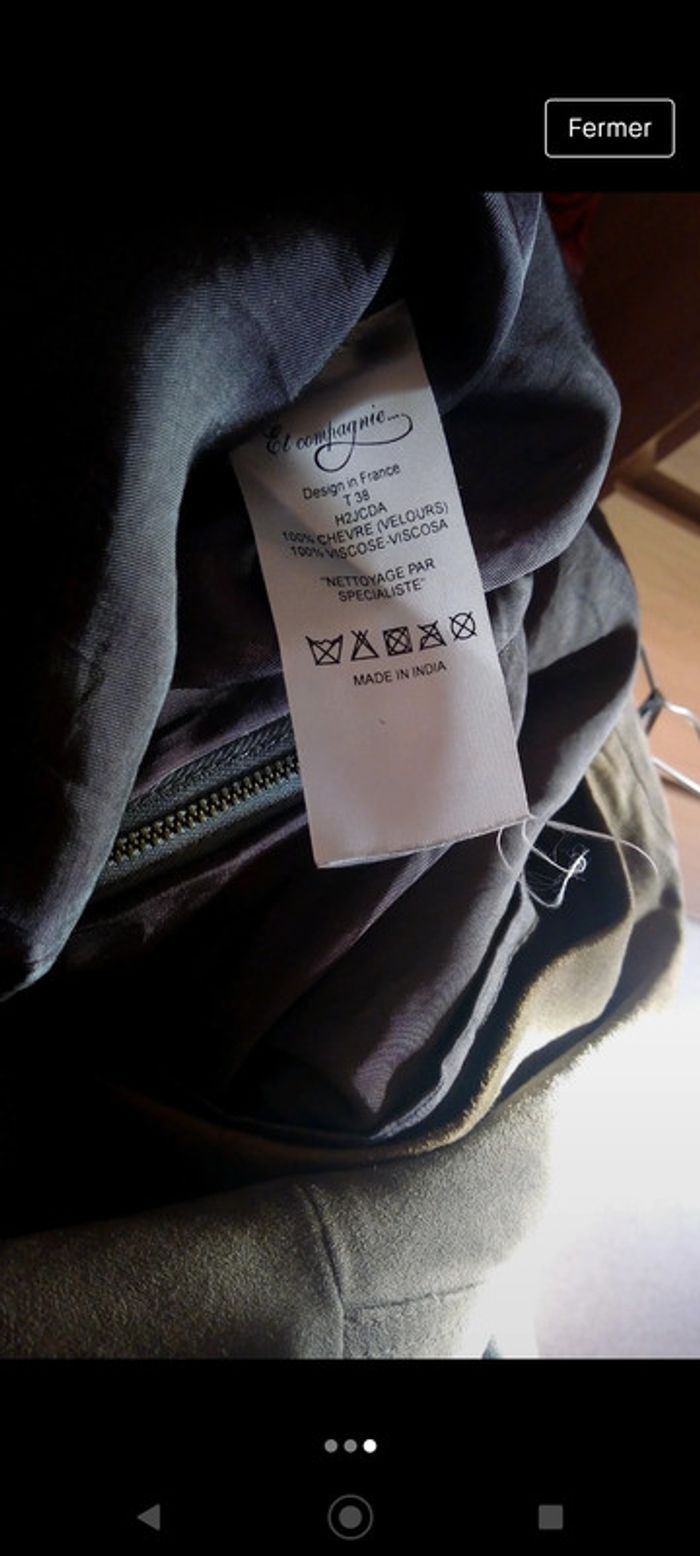 Fermer
Et compagnie...
Design in France
T 38
H2JCDA
100% CHEVRE (VELOURS)
100% VISCOSE-VISCOSA
"NETTOYAGE PAR
SPECIALISTE"
MADE IN INDIA